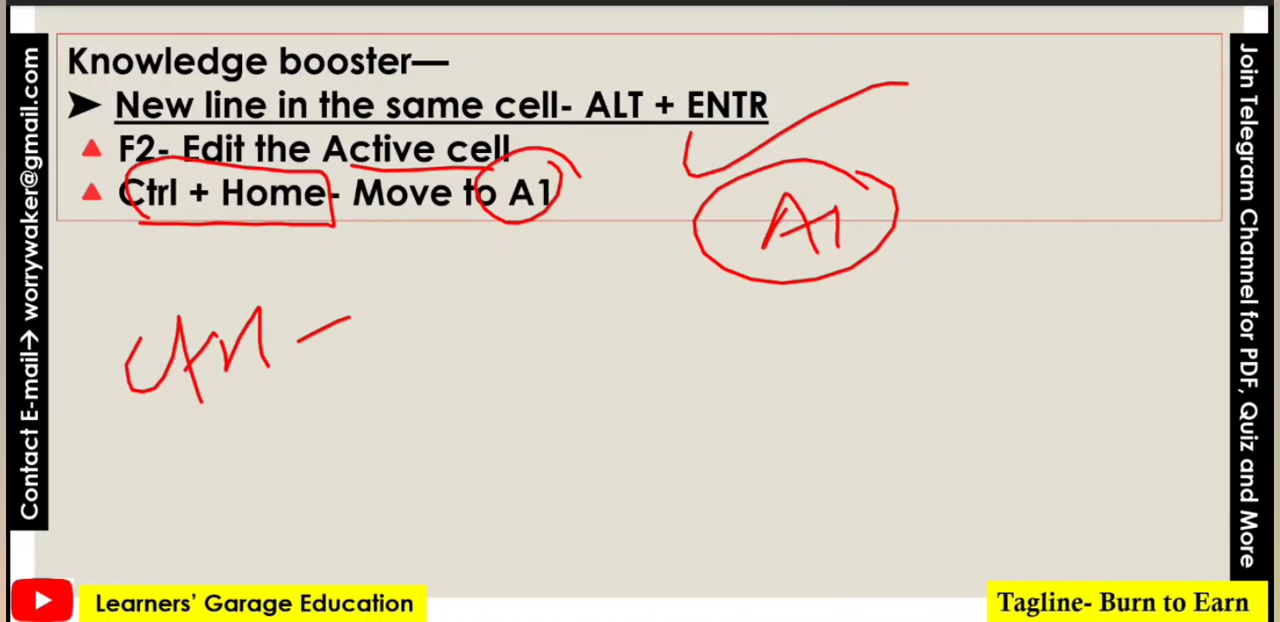 Knowledge booster—
➤ New line in the same cell- ALT + ENTR
🔺 F2- Edit the Active cell
🔺 Ctrl + Home- Move to A1
A1
Ctrl -
Contact E-mail→ worrywaker@gmail.com
Join Telegram Channel for PDF, Quiz and More
Learners’ Garage Education
Tagline- Burn to Earn